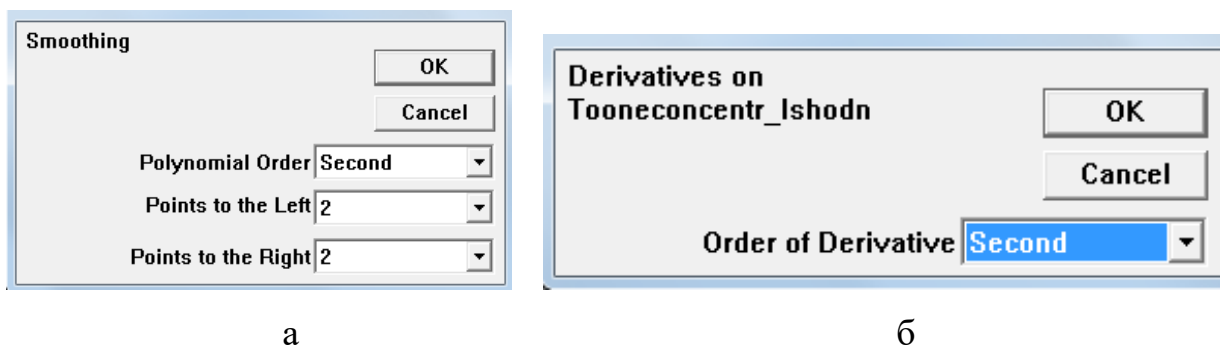 Smoothing
OK
Cancel
Polynomial Order Second
Points to the Left 2
Points to the Right 2
а
Derivatives on
Tooneconcentr_Ishodn
OK
Cancel
Order of Derivative Second
б